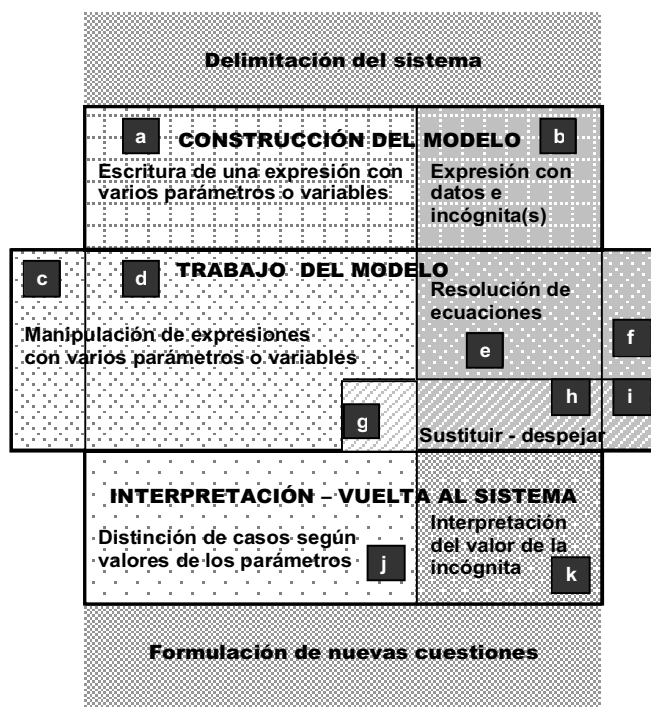 Delimitación del sistema
a CONSTRUCCIÓN DEL MODELO b
Escritura de una expresión con
varios parámetros o variables
Expresión con
datos e
incógnita(s)
c d TRABAJO DEL MODELO
Manipulación de expresiones
con varios parámetros o variables
Resolución de
ecuaciones
e
f
g
h
i
Sustituir - despejar
INTERPRETACIÓN – VUELTA AL SISTEMA
Distinción de casos según
valores de los parámetros
j
Interpretación
del valor de la
incógnita
k
Formulación de nuevas cuestiones